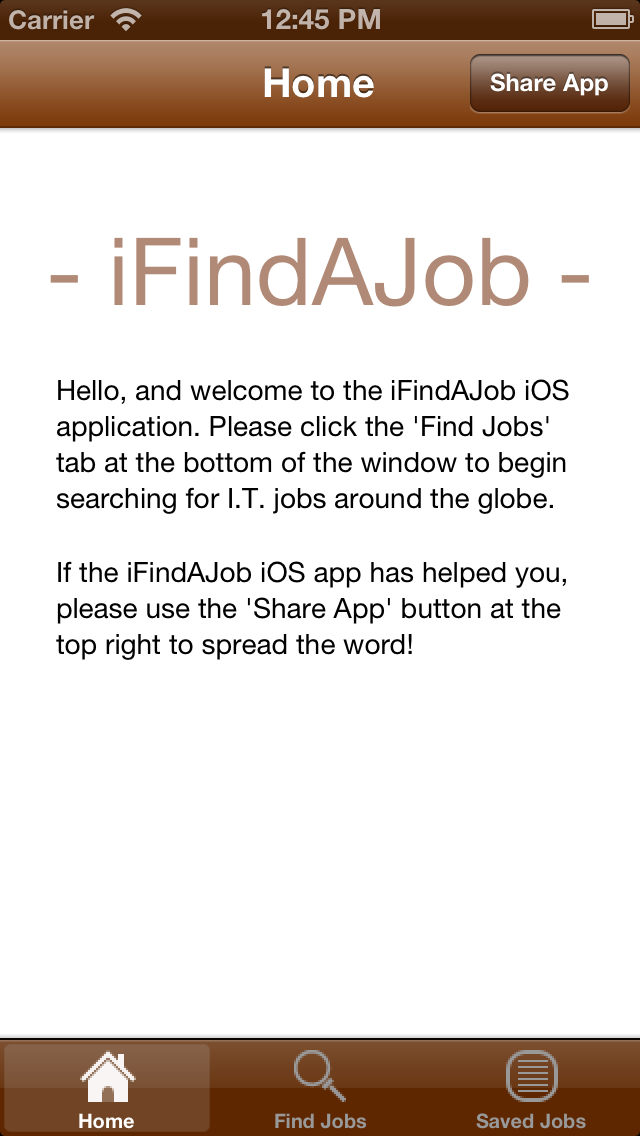 Carrier 12:45 PM
Home
Share App
- iFindAJob -
Hello, and welcome to the iFindAJob iOS
application. Please click the 'Find Jobs'
tab at the bottom of the window to begin
searching for I.T. jobs around the globe.
If the iFindAJob iOS app has helped you,
please use the 'Share App' button at the
top right to spread the word!
Home
Find Jobs
Saved Jobs